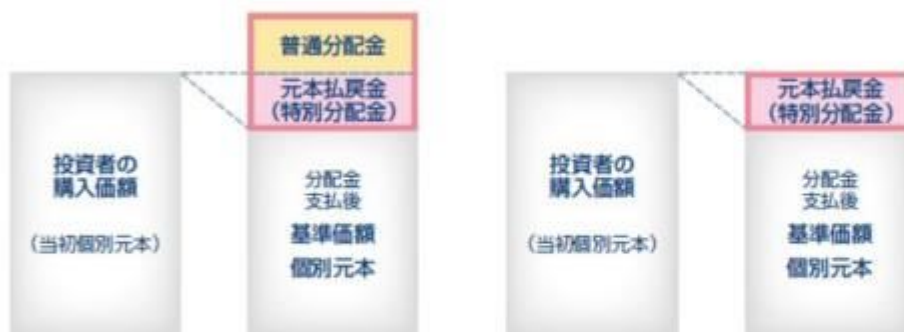 普通分配金
元本払戻金
（特別分配金）
投資者の
購入価額
（当初個別元本）
分配金
支払後
基準価額
個別元本
元本払戻金
（特別分配金）
投資者の
購入価額
（当初個別元本）
分配金
支払後
基準価額
個別元本